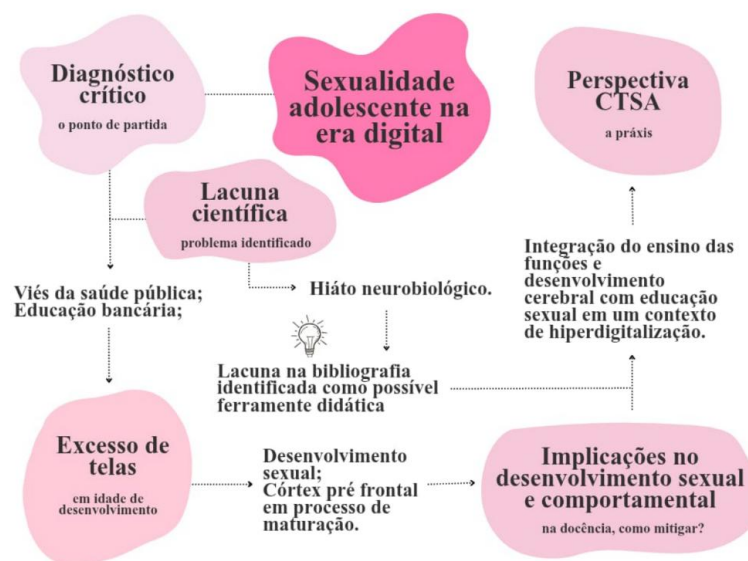 Diagnóstico
crítico
o ponto de partida
Sexualidade
adolescente na
era digital
Perspectiva
CTSA
a práxis
Lacuna
científica
problema identificado
Viés da saúde pública;
Educação bancária;
Hiáto neurobiológico.
Integração do ensino das
funções e
desenvolvimento
cerebral com educação
sexual em um contexto
de hiperdigitalização.
Lacuna na bibliografia
identificada como possível
ferramente didática
Excesso de
telas
em idade de
desenvolvimento
Desenvolvimento
sexual;
Córtex pré frontal
em processo de
maturação.
Implicações no
desenvolvimento sexual
e comportamental
na docência, como mitigar?